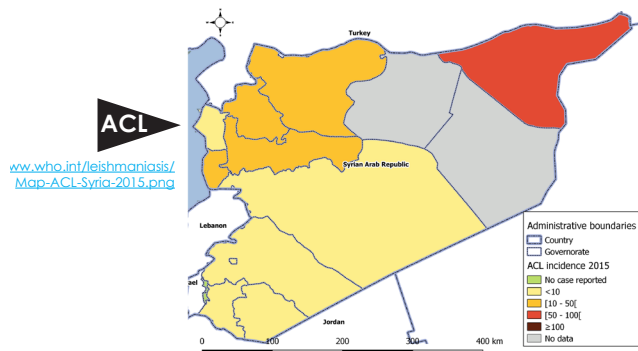 Turkey
ACL
ww.who.int/leishmaniasis/
Map-ACL-Syria-2015.png
Syrian Arab Republic
Lebanon
ael
Jordan
0 100 200 300 400 km
Administrative boundaries
Country
Governorate
ACL incidence 2015
No case reported
<10
[10 - 50[
[50 - 100[
≥100
No data